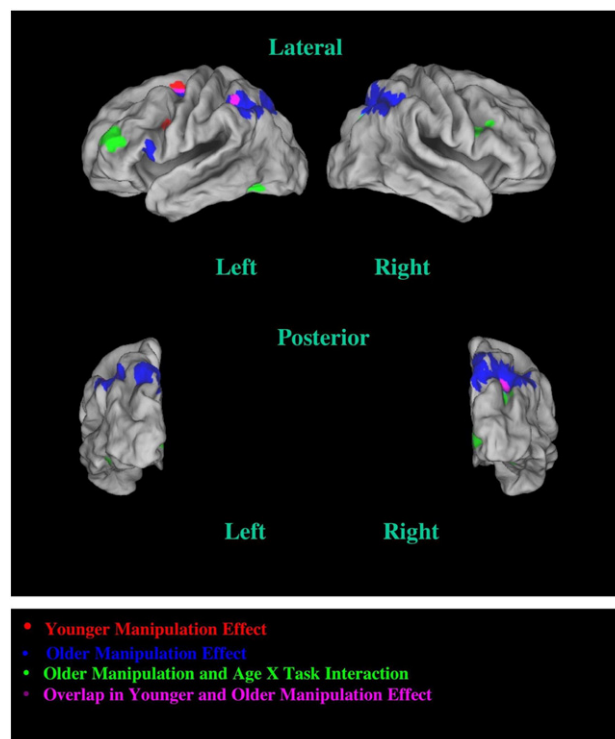 Lateral
Left Right
Posterior
Left Right
• Younger Manipulation Effect
• Older Manipulation Effect
• Older Manipulation and Age X Task Interaction
• Overlap in Younger and Older Manipulation Effect